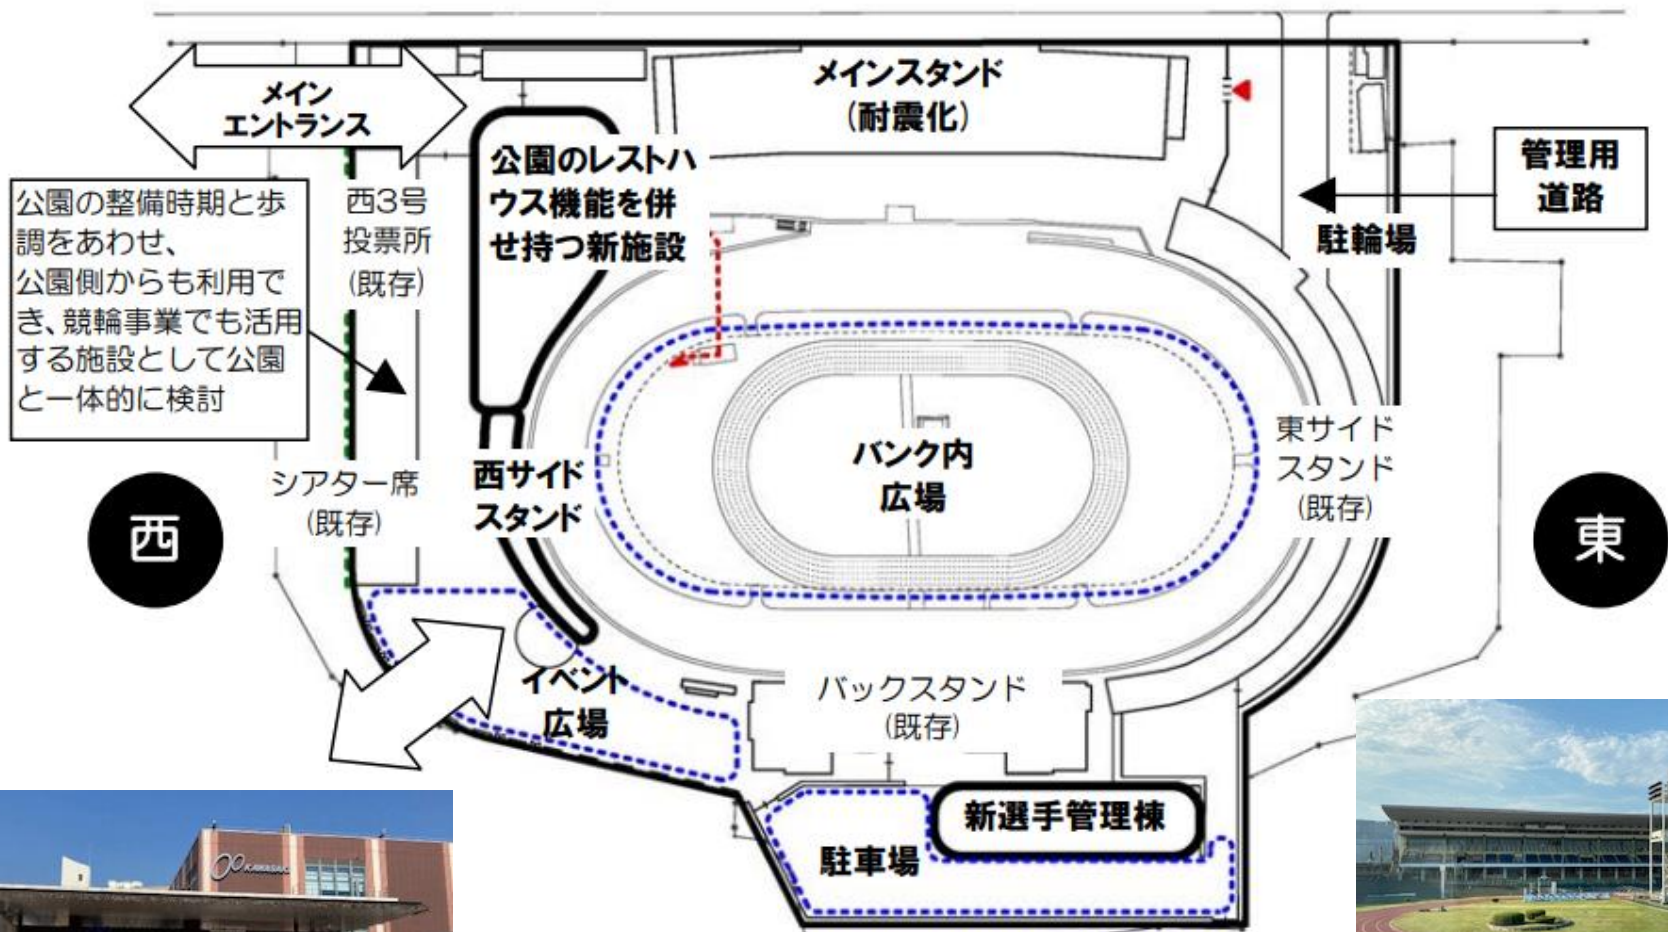 メイン
エントランス
メインスタンド
(耐震化)
公園のレストハ
ウス機能を併
せ持つ新施設
管理用
道路
駐輪場
公園の整備時期と歩
調をあわせ、
公園側からも利用で
き、競輪事業でも活用
する施設として公園
と一体的に検討
西3号
投票所
(既存)
シアター席
(既存)
西サイド
スタンド
バンク内
広場
東サイド
スタンド
(既存)
西
東
イベント
広場
バックスタンド
(既存)
新選手管理棟
駐車場
KAWASAKI